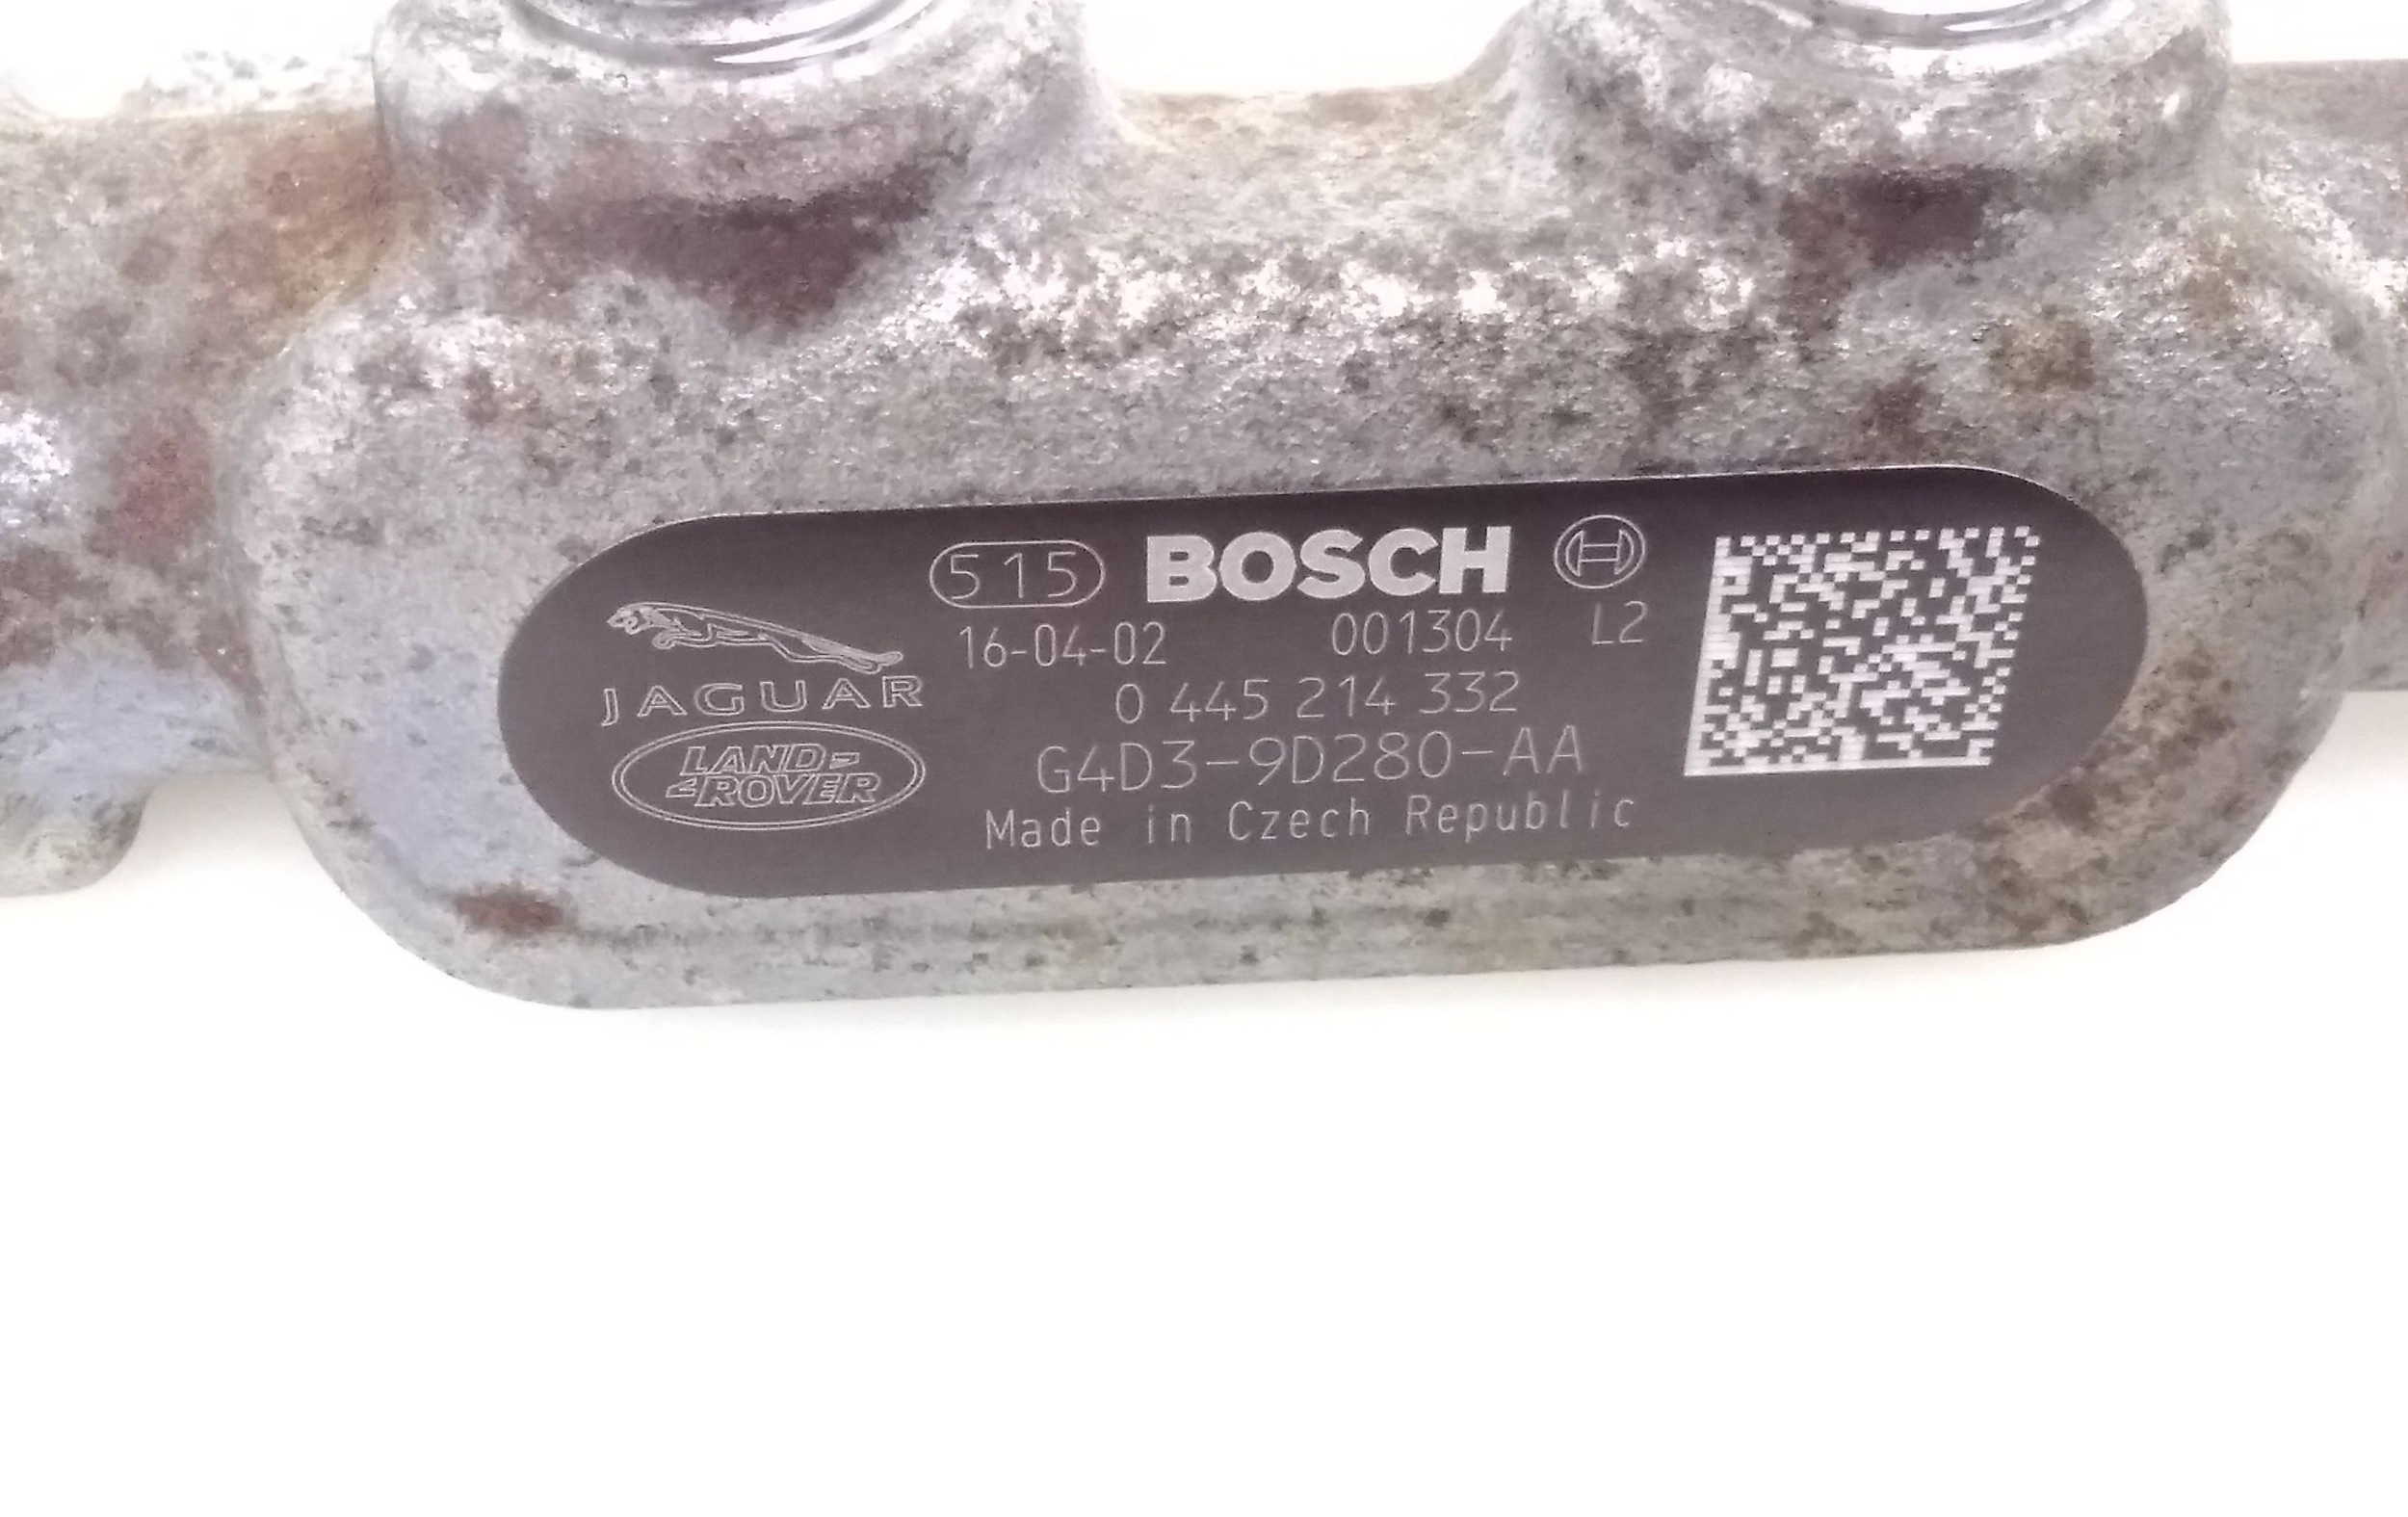 515 BOSCH
16-04-02 001304 L2
JAGUAR
0 445 214 332
LAND-
ROVER
G4D3-9D280-AA
Made in Czech Republic